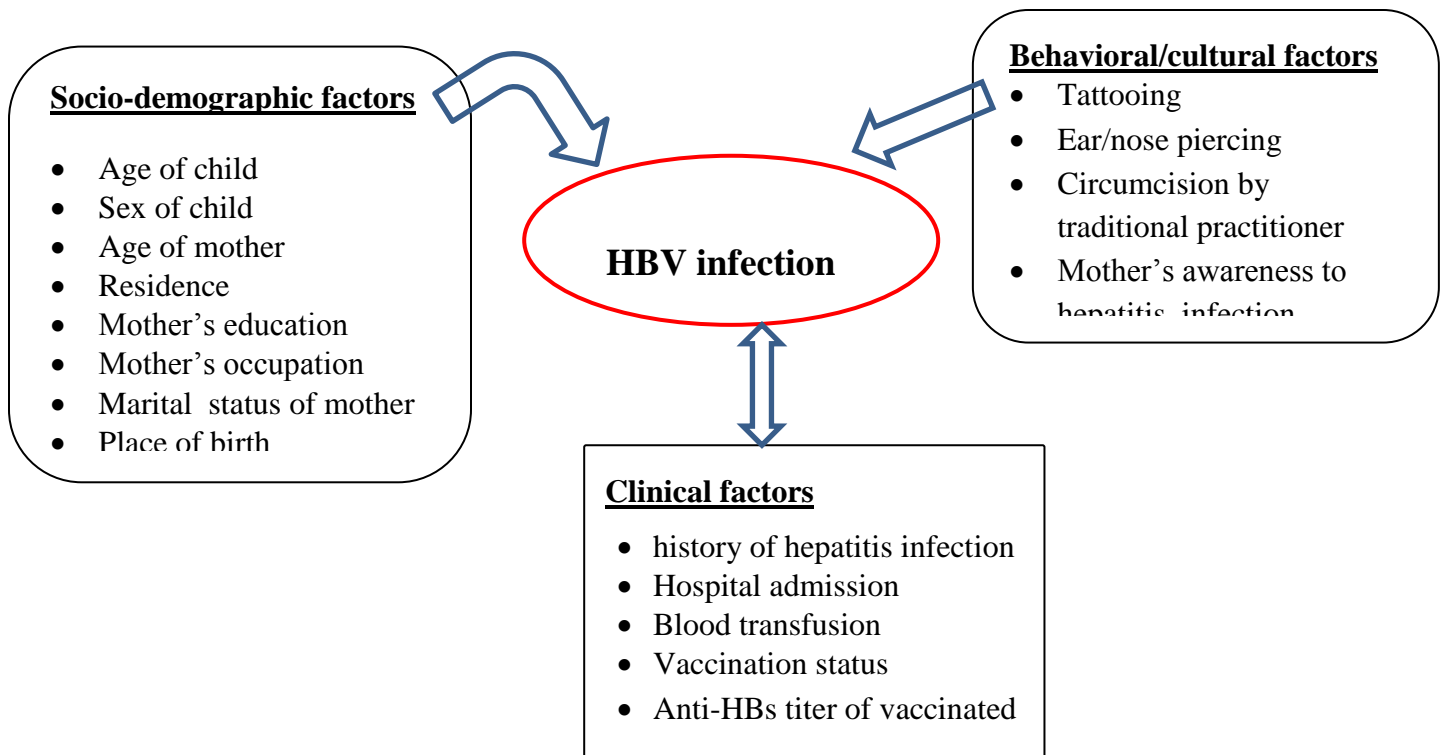 Socio-demographic factors
• Age of child
• Sex of child
• Age of mother
• Residence
• Mother’s education
• Mother’s occupation
• Marital status of mother
• Place of birth
Behavioral/cultural factors
• Tattooing
• Ear/nose piercing
• Circumcision by
traditional practitioner
• Mother’s awareness to
hepatitis infection
HBV infection
Clinical factors
• history of hepatitis infection
• Hospital admission
• Blood transfusion
• Vaccination status
• Anti-HBs titer of vaccinated